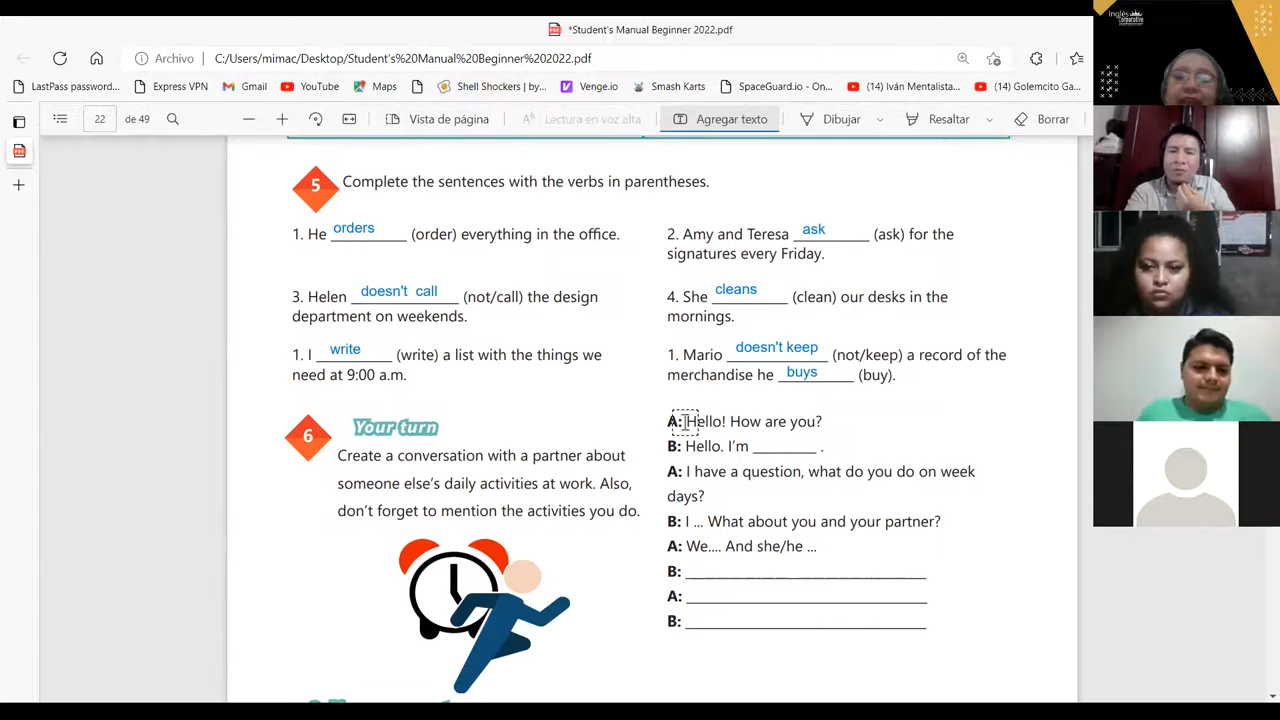 *Student's Manual Beginner 2022.pdf
Archivo
C:/Users/mimac/Desktop/Student's%20Manual%20Beginner%202022.pdf
LastPass password...
Express VPN
Gmail
YouTube
Maps
Shell Shockers | by...
Venge.io
Smash Karts
SpaceGuard.io - On...
(14) Iván Mentalista...
(14) Golemcito Ga...
22
de 49
Vista de página
Lectura en voz alta
Agregar texto
Dibujar
Resaltar
Borrar
5
Complete the sentences with the verbs in parentheses.
1. He orders (order) everything in the office.
2. Amy and Teresa ask (ask) for the
signatures every Friday.
3. Helen doesn't call (not/call) the design
department on weekends.
4. She cleans (clean) our desks in the
mornings.
1. I write (write) a list with the things we
need at 9:00 a.m.
1. Mario doesn't keep (not/keep) a record of the
merchandise he buys (buy).
6
Your turn
Create a conversation with a partner about
someone else's daily activities at work. Also,
don't forget to mention the activities you do.
A: Hello! How are you?
B: Hello. I'm ________ .
A: I have a question, what do you do on week
days?
B: I ... What about you and your partner?
A: We.... And she/he ...
B: ______________________________
A: ______________________________
B: ______________________________
Inglés
Corporativo